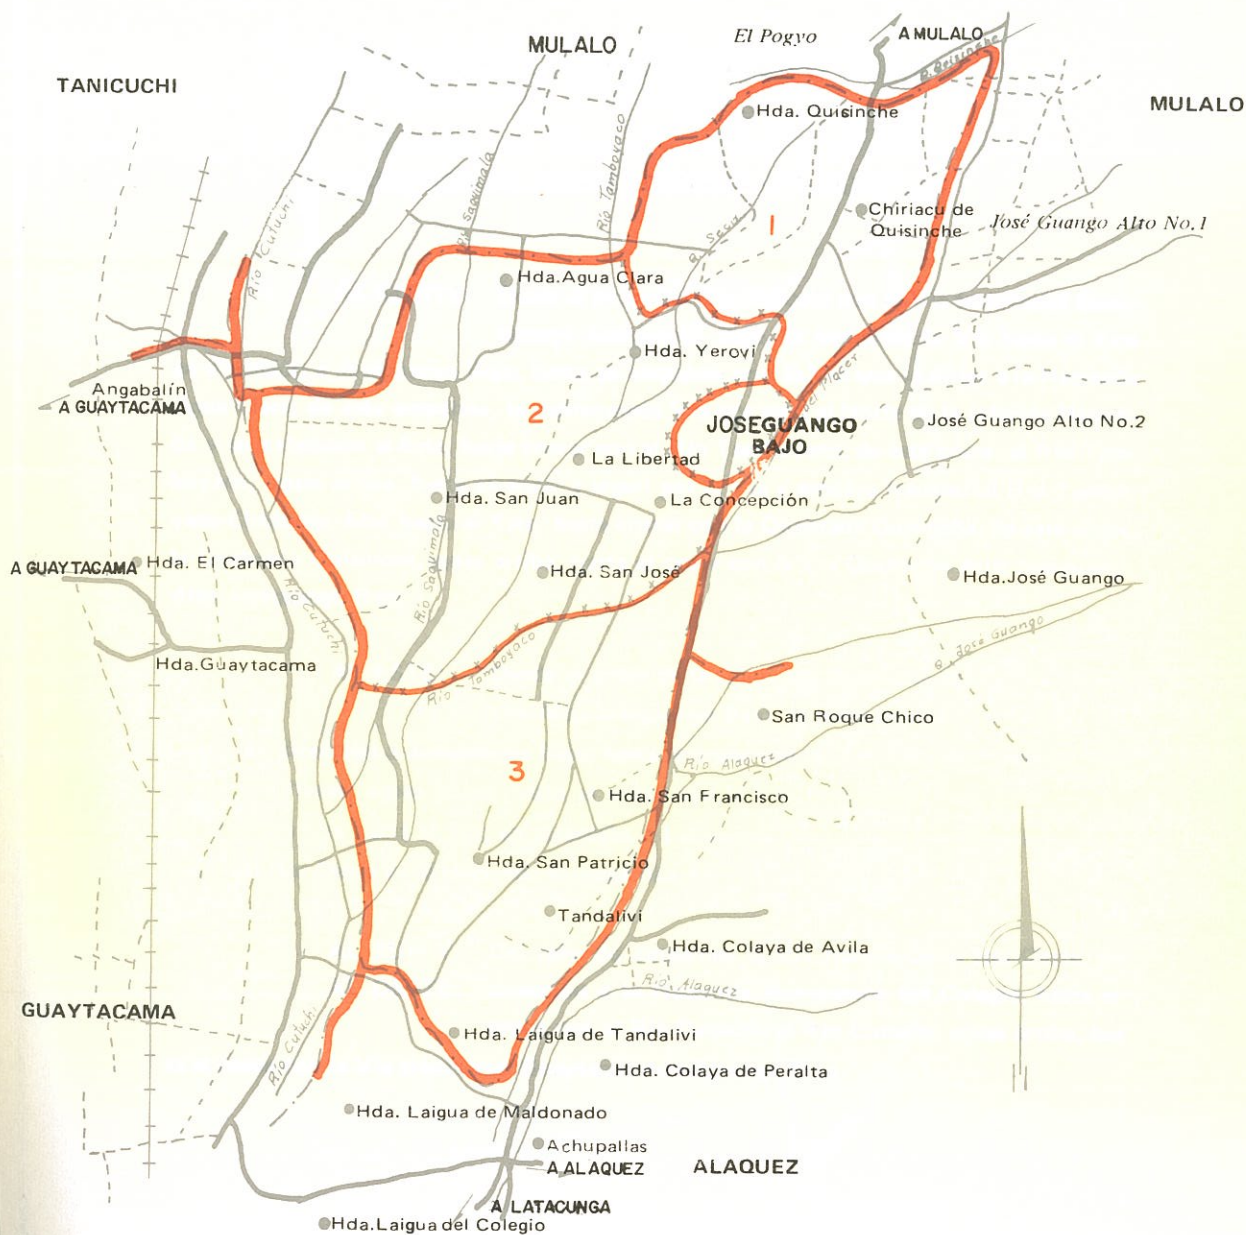 El Pogyo
A MULALO
MULALO
TANICUCHI
MULALO
Hda. Quisinche
Río Tamboyaco
Río Saquimala
Río Cutuchi
Q. Seca
1
Chiriacu de
Quisinche
José Guango Alto No.1
Hda.Agua Clara
Hda. Yerovi
Angabalín
A GUAYTACAMA
2
JOSEGUANGO
BAJO
José Guango Alto No.2
La Libertad
Hda. San Juan
La Concepción
Río Saquimala
A GUAYTACAMA
Hda. El Carmen
Hda. San José
Hda.José Guango
Río Cutuchi
Q. José Guango
Hda.Guaytacama
Río Tamboyaco
San Roque Chico
Río Alaquez
3
Hda. San Francisco
Hda. San Patricio
Tandalivi
Hda. Colaya de Avila
Río Alaquez
GUAYTACAMA
Río Cutuchi
Hda. Laigua de Tandalivi
Hda. Colaya de Peralta
Hda. Laigua de Maldonado
Achupallas
A ALAQUEZ
ALAQUEZ
A LATACUNGA
Hda.Laigua del Colegio